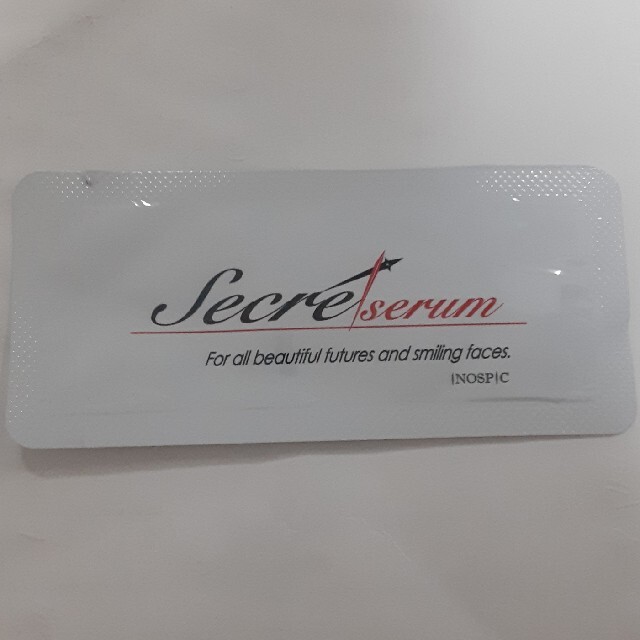 Secret serum
For all beautiful futures and smiling faces.
INOSPIC